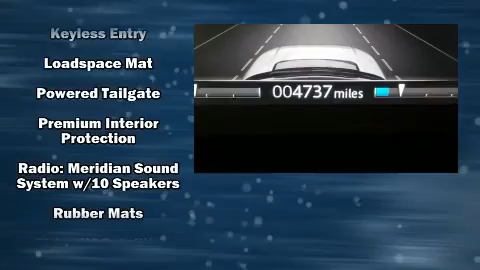 Keyless Entry
Loadspace Mat
Powered Tailgate
Premium Interior
Protection
Radio: Meridian Sound
System w/10 Speakers
Rubber Mats
004737 miles